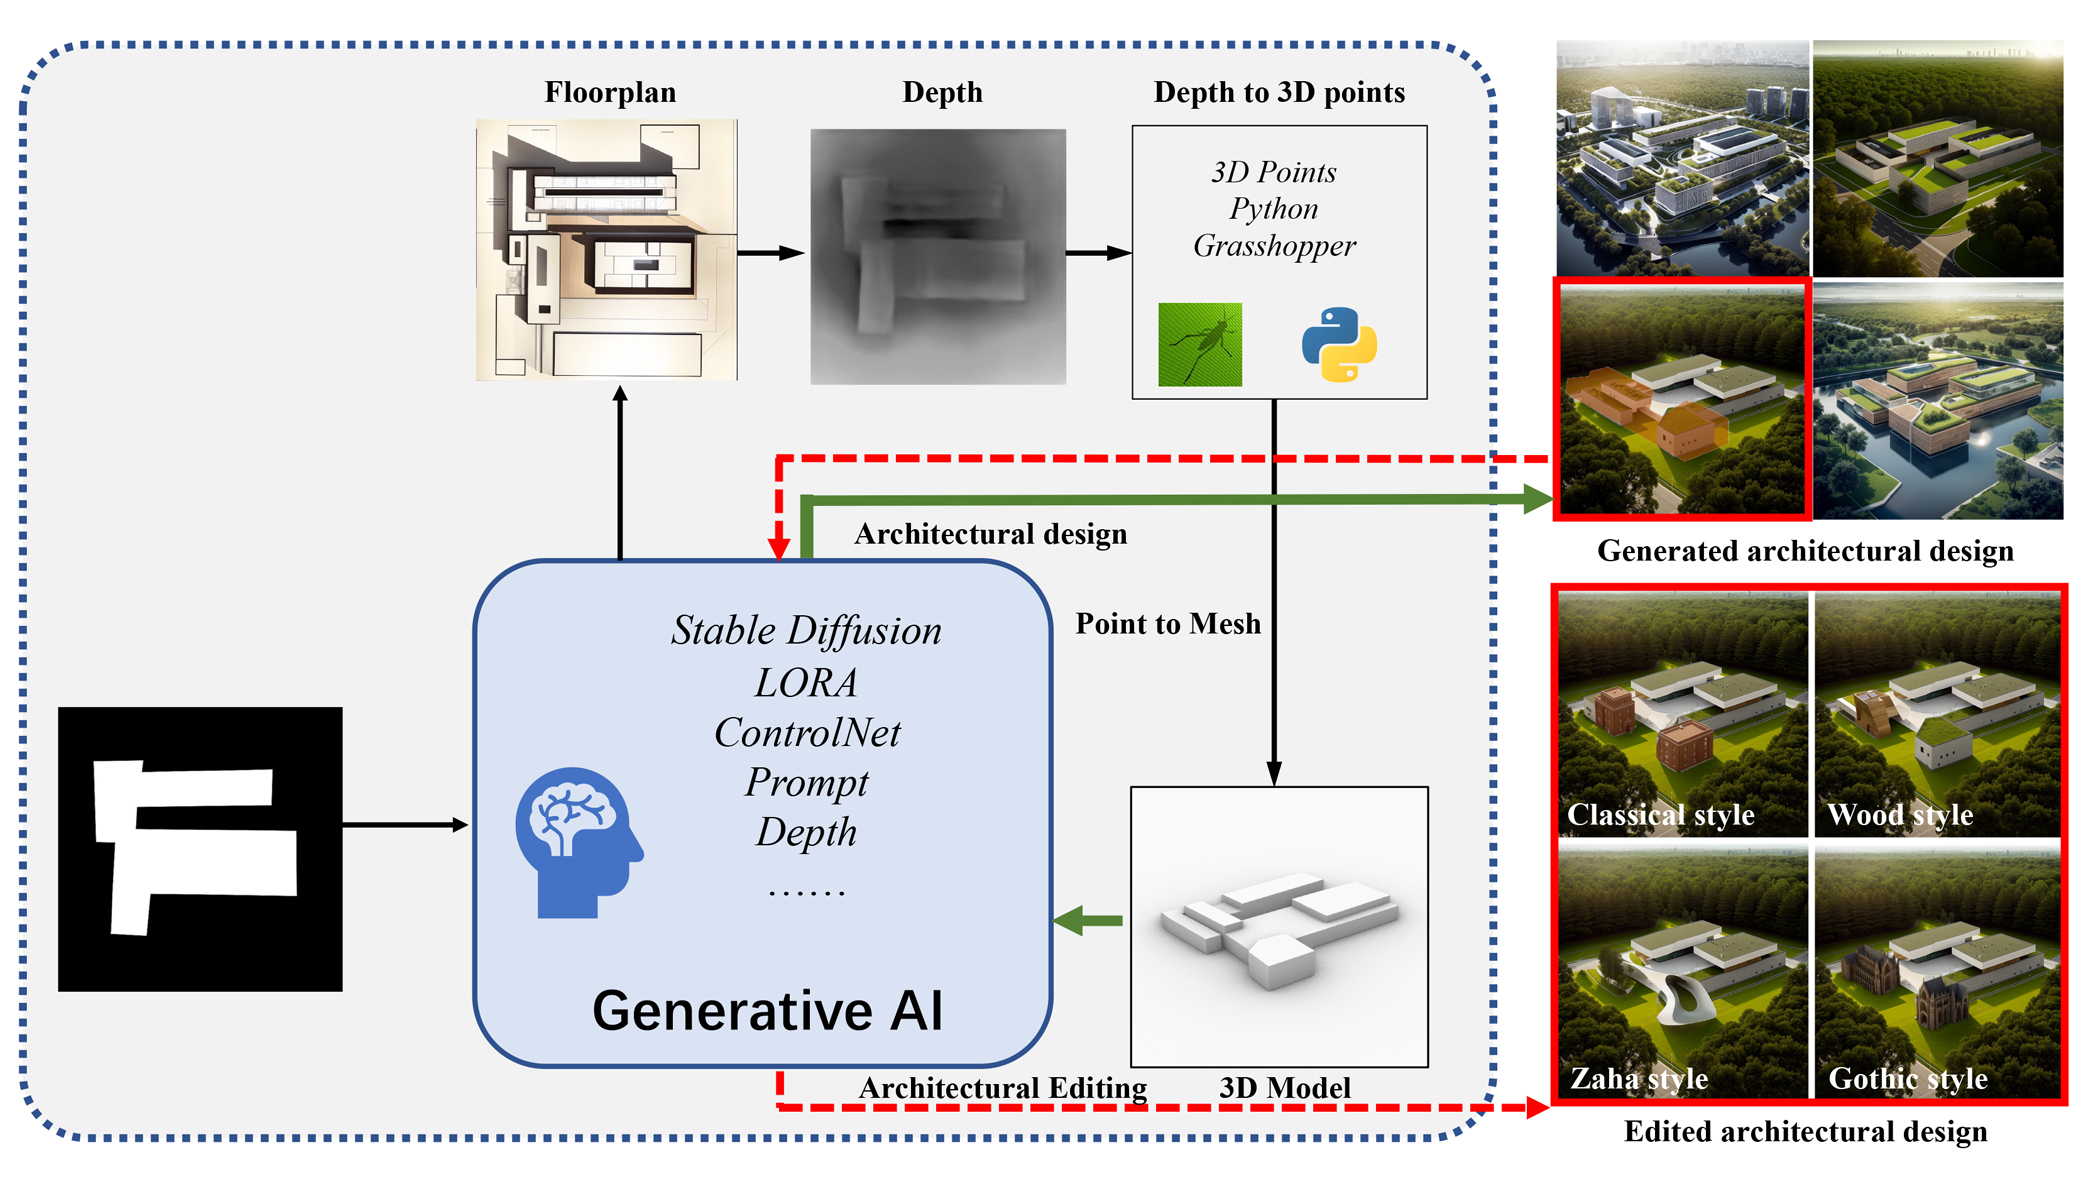 Floorplan
Depth
Depth to 3D points
3D Points
Python
Grasshopper
Architectural design
Generated architectural design
Stable Diffusion
LORA
ControlNet
Prompt
Depth
......
Generative AI
Point to Mesh
Architectural Editing
3D Model
Classical style
Wood style
Zaha style
Gothic style
Edited architectural design